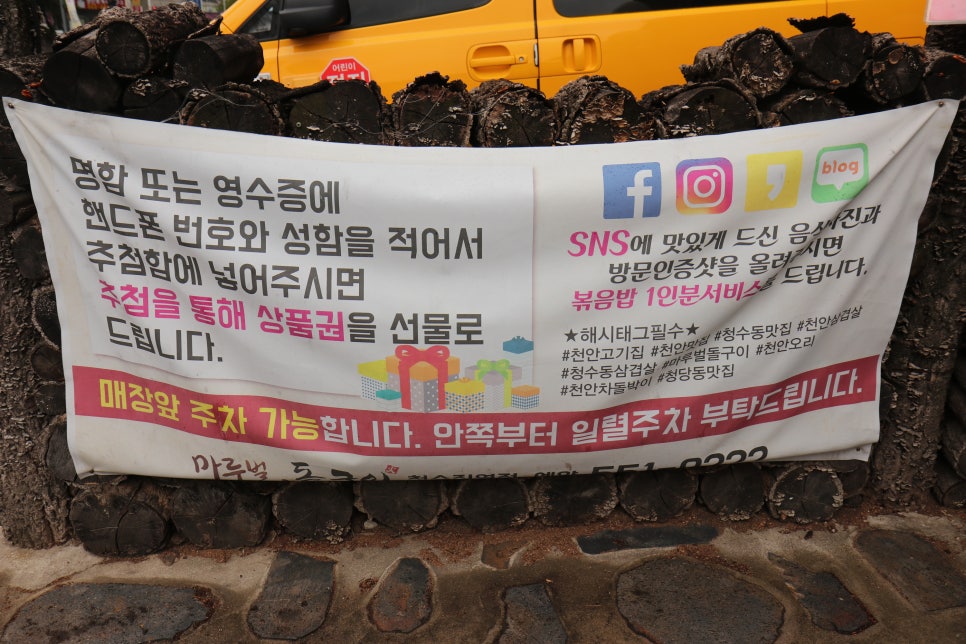 어린이
명함 또는 영수증에
핸드폰 번호와 성함을 적어서
추첨함에 넣어주시면
추첨을 통해 상품권을 선물로
드립니다.
blog
SNS에 맛있게 드신 음식사진과
방문인증샷을 올려주시면
볶음밥 1인분서비스를 드립니다.
★해시태그필수★
#천안고기집 #천안맛집 #청수동맛집 #천안삼겹살
#청수동삼겹살 #마루벌돌구이 #천안오리
#천안차돌박이 #청당동맛집
매장앞 주차 가능합니다. 안쪽부터 일렬주차 부탁드립니다.
마루벌